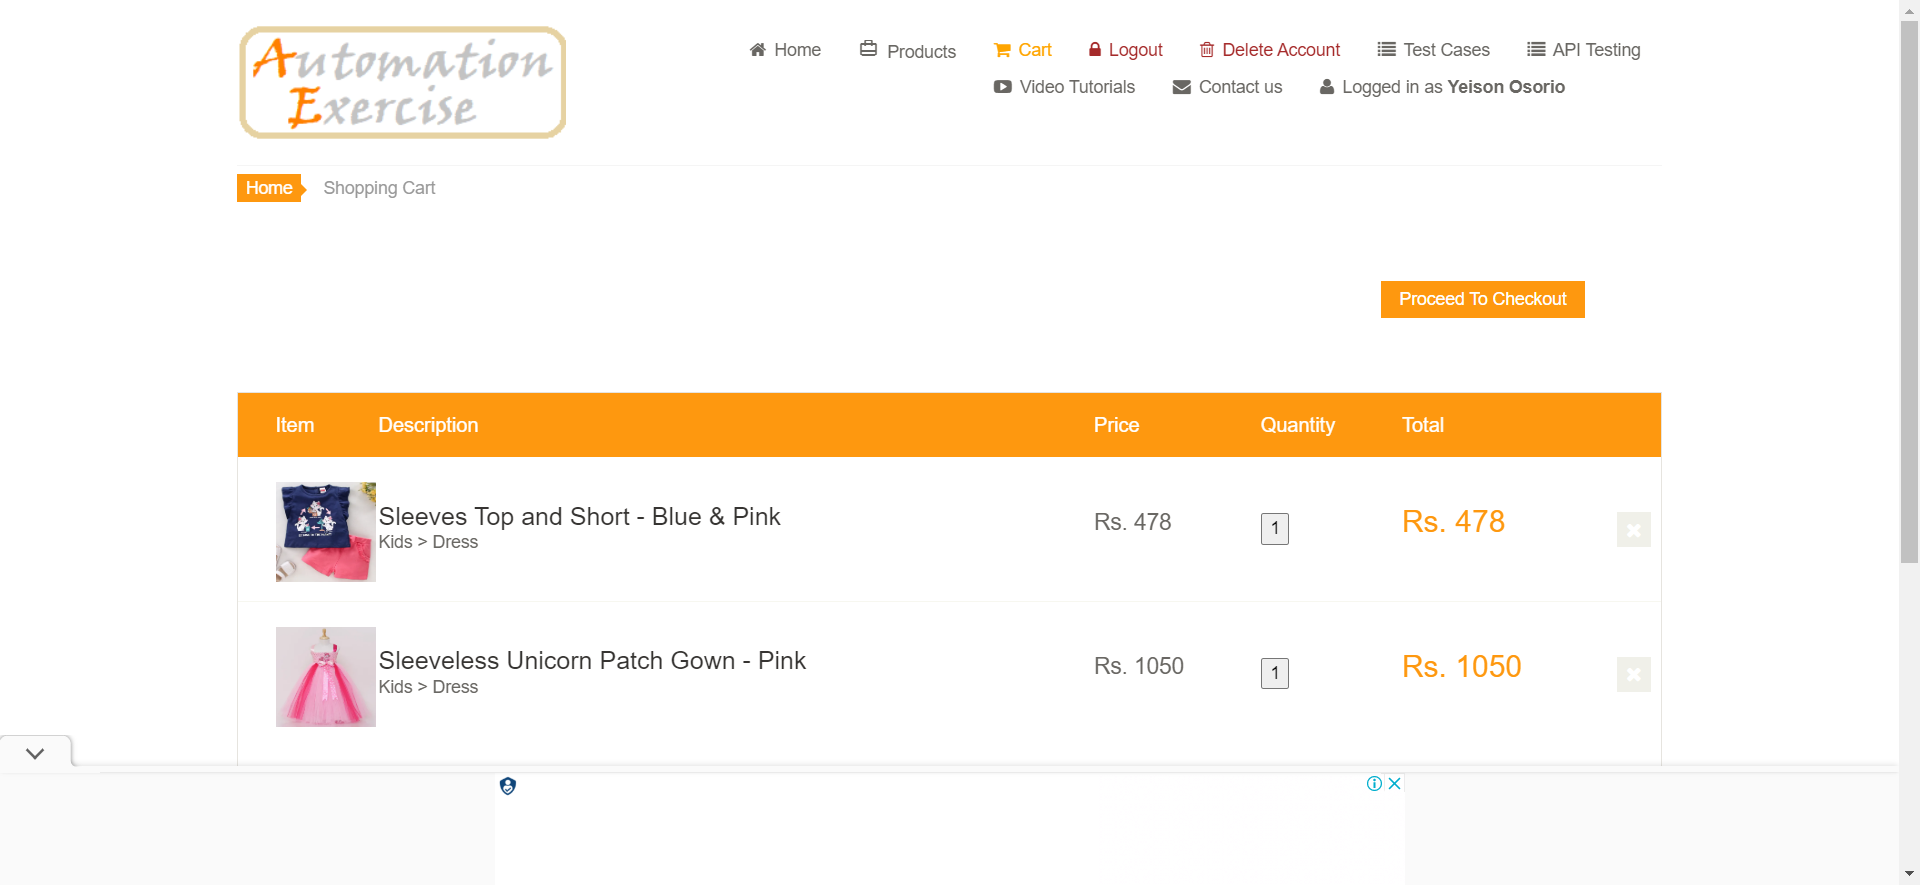 Automation
Exercise
Home
Products
Cart
Logout
Delete Account
Test Cases
API Testing
Video Tutorials
Contact us
Logged in as Yeison Osorio
Home
Shopping Cart
Proceed To Checkout
Item Description Price Quantity Total
Sleeves Top and Short - Blue & Pink
Kids > Dress
Rs. 478
1
Rs. 478
Sleeveless Unicorn Patch Gown - Pink
Kids > Dress
Rs. 1050
1
Rs. 1050